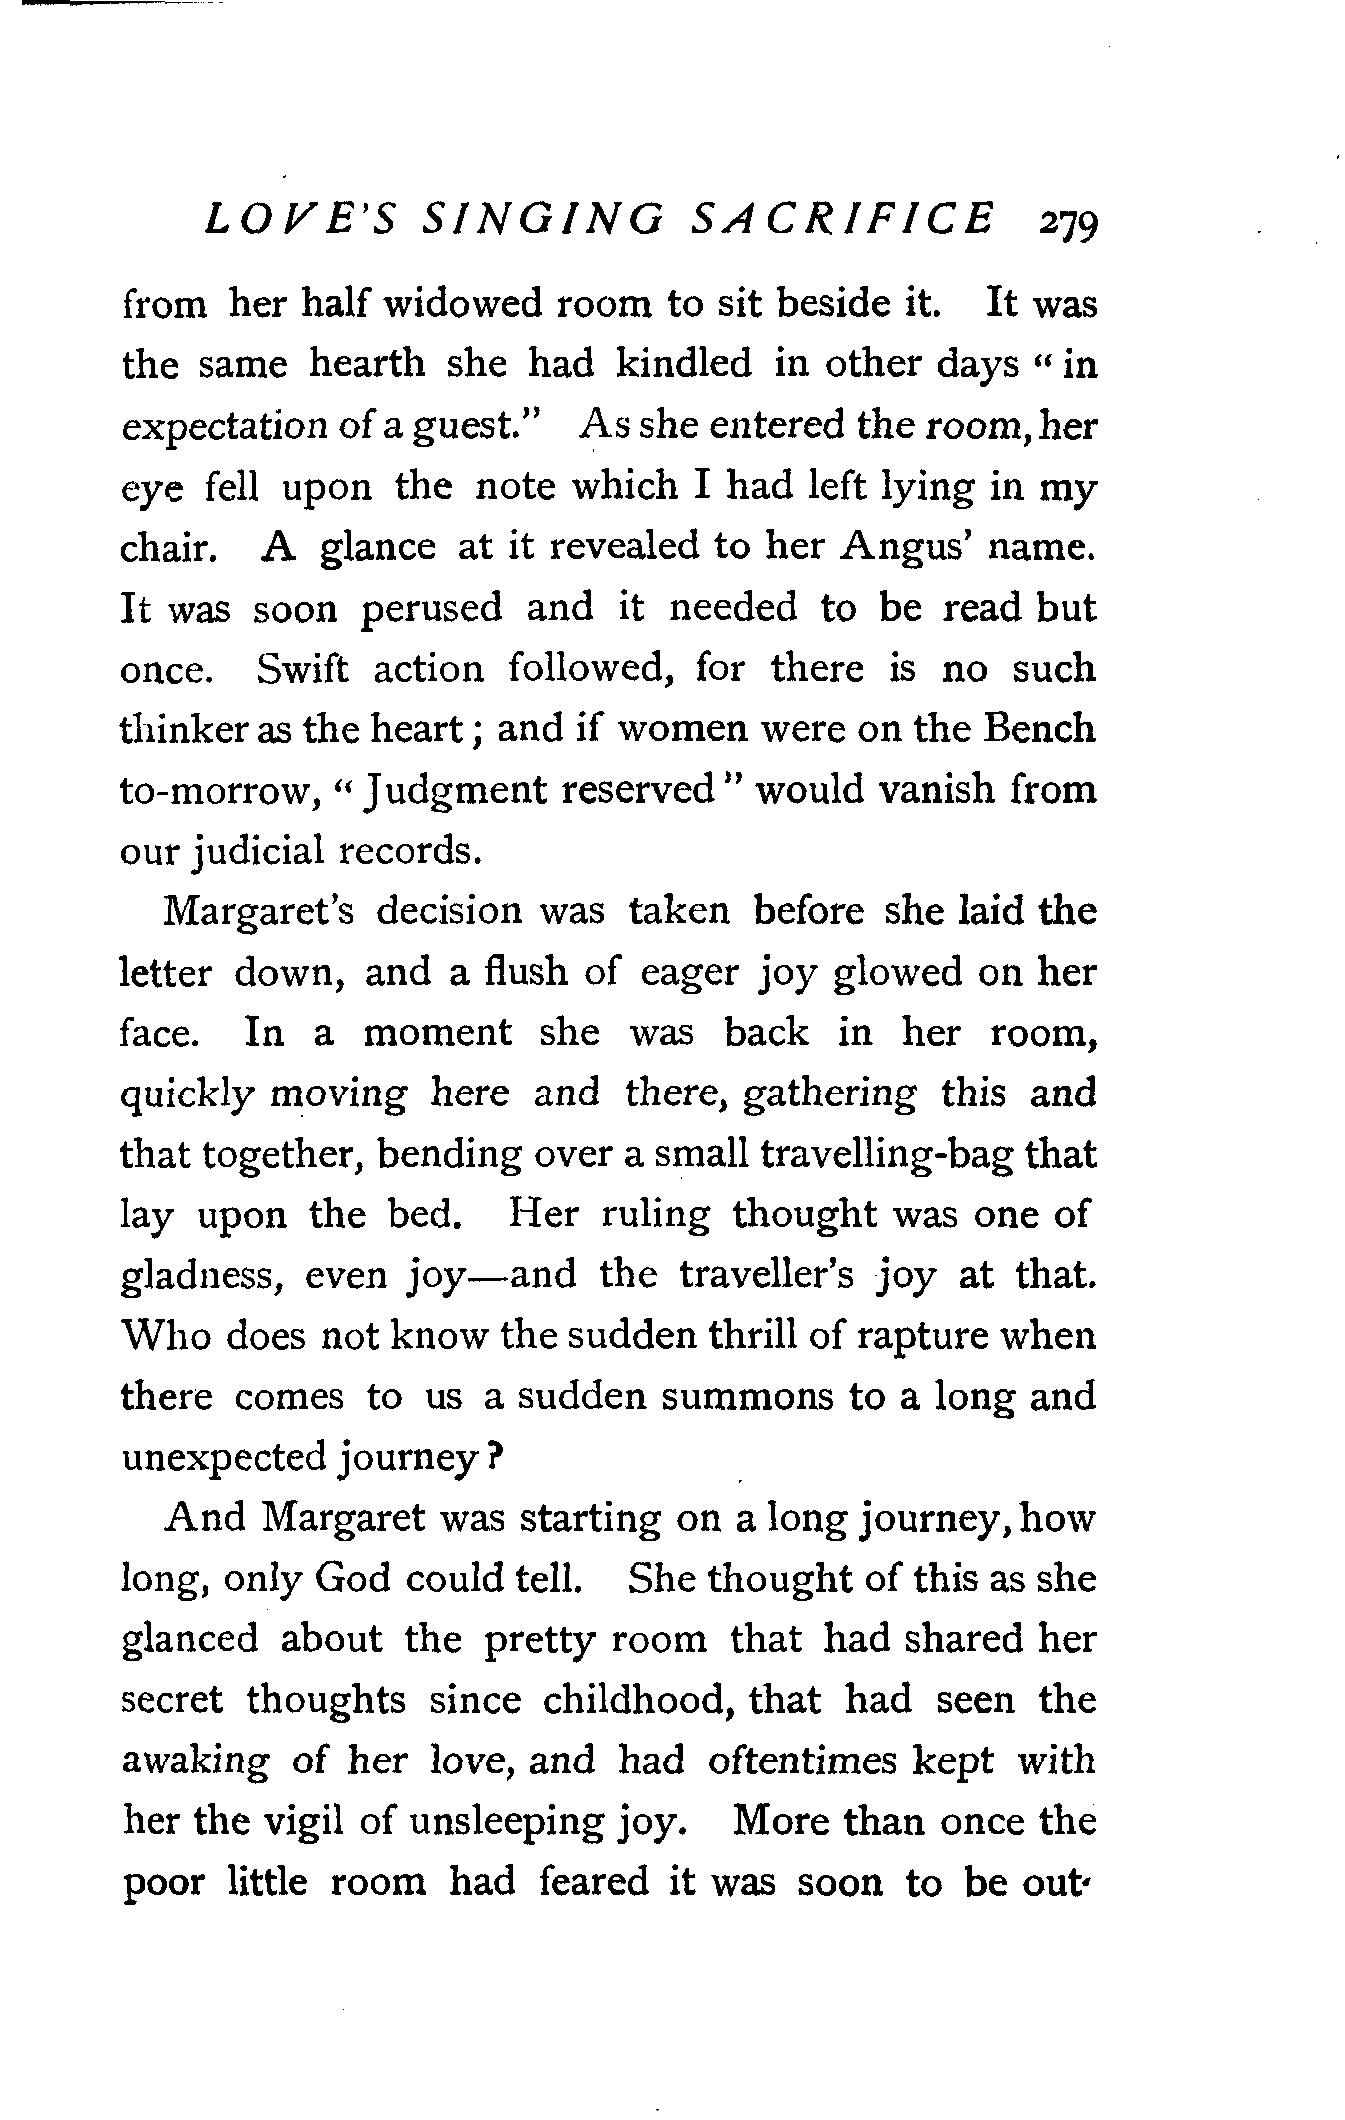 LOVE'S SINGING SACRIFICE 279
from her half widowed room to sit beside it. It was
the same hearth she had kindled in other days "in
expectation of a guest." As she entered the room, her
eye fell upon the note which I had left lying in my
chair. A glance at it revealed to her Angus' name.
It was soon perused and it needed to be read but
once. Swift action followed, for there is no such
thinker as the heart; and if women were on the Bench
to-morrow, "Judgment reserved" would vanish from
our judicial records.
Margaret's decision was taken before she laid the
letter down, and a flush of eager joy glowed on her
face. In a moment she was back in her room,
quickly moving here and there, gathering this and
that together, bending over a small travelling-bag that
lay upon the bed. Her ruling thought was one of
gladness, even joy—and the traveller's joy at that.
Who does not know the sudden thrill of rapture when
there comes to us a sudden summons to a long and
unexpected journey?
And Margaret was starting on a long journey, how
long, only God could tell. She thought of this as she
glanced about the pretty room that had shared her
secret thoughts since childhood, that had seen the
awaking of her love, and had oftentimes kept with
her the vigil of unsleeping joy. More than once the
poor little room had feared it was soon to be out-